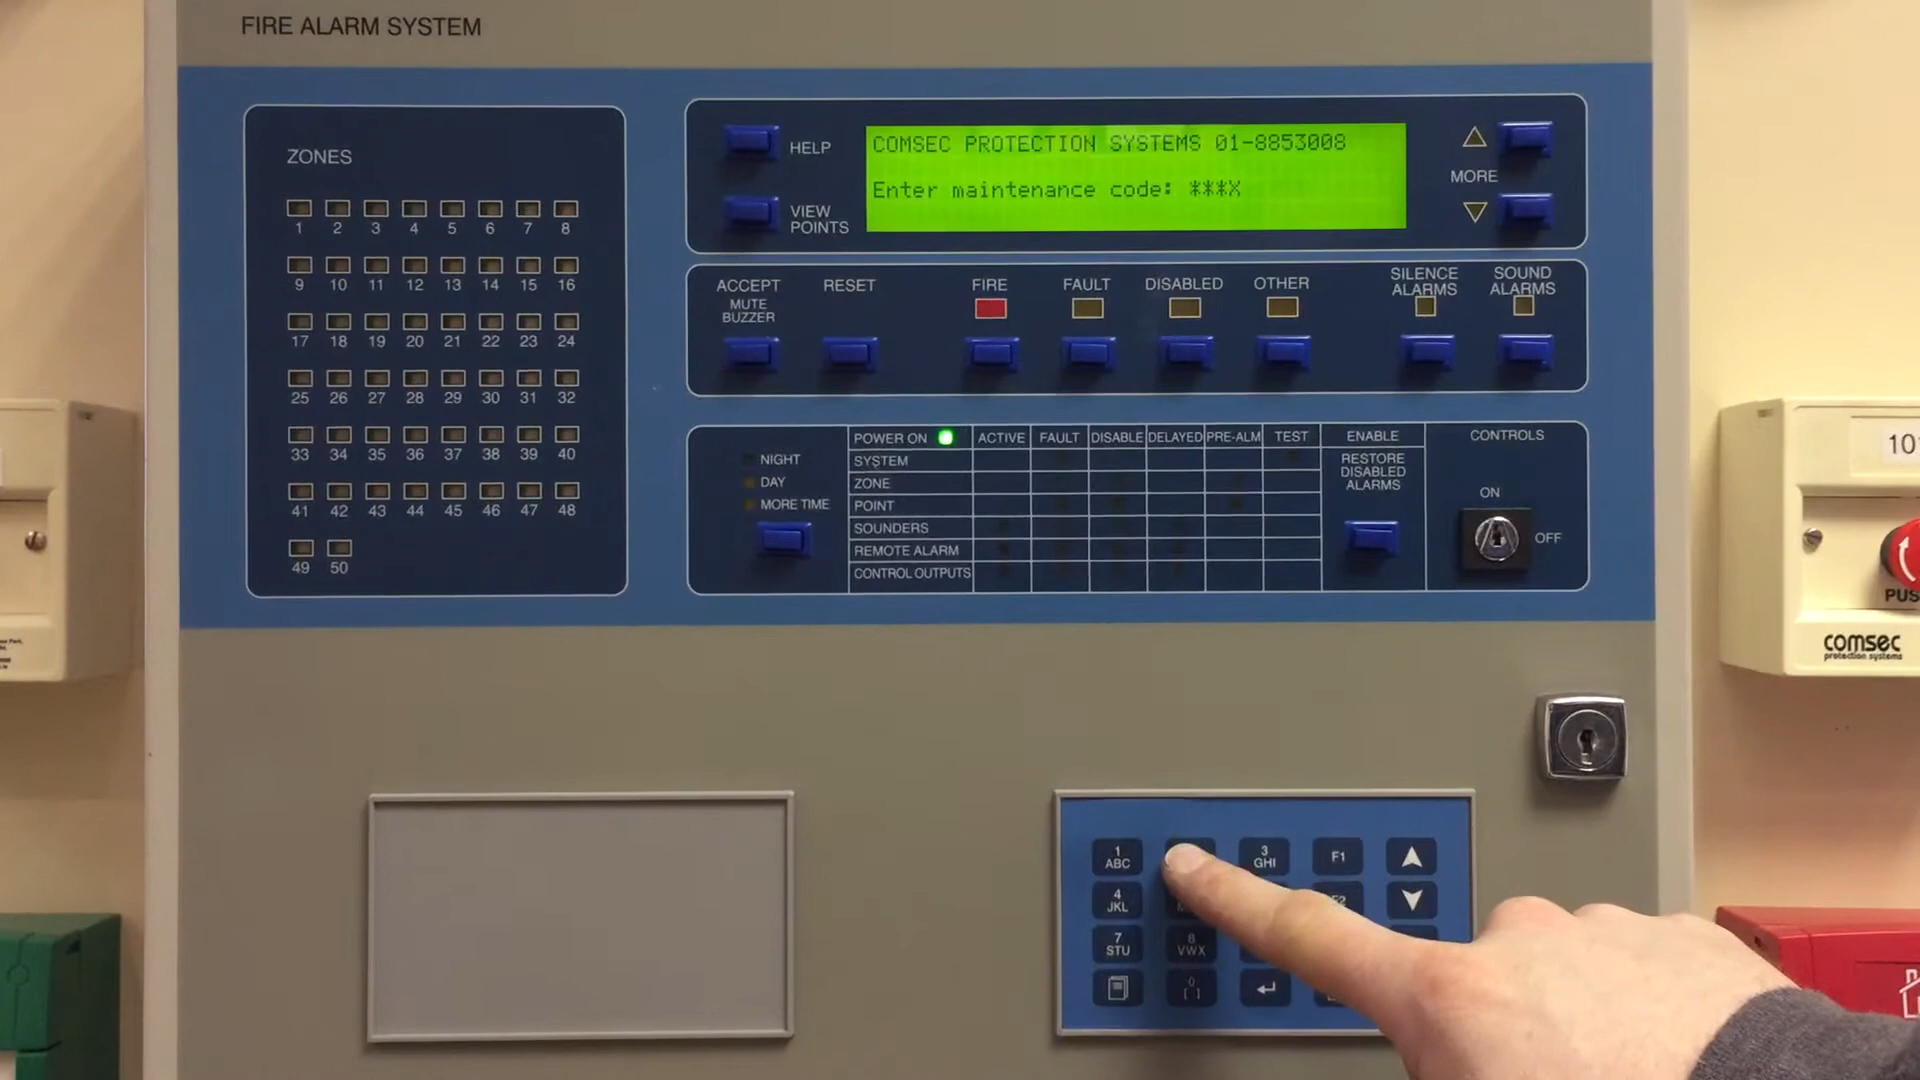 FIRE ALARM SYSTEM
ZONES
1 2 3 4 5 6 7 8
9 10 11 12 13 14 15 16
17 18 19 20 21 22 23 24
25 26 27 28 29 30 31 32
33 34 35 36 37 38 39 40
41 42 43 44 45 46 47 48
49 50
HELP
VIEW
POINTS
COMSEC PROTECTION SYSTEMS 01-8853008
Enter maintenance code: ***X
MORE
ACCEPT
MUTE
BUZZER
RESET
FIRE
FAULT
DISABLED
OTHER
SILENCE
ALARMS
SOUND
ALARMS
NIGHT
DAY
MORE TIME
POWER ON ACTIVE FAULT DISABLE DELAYED PRE-ALM TEST
SYSTEM
ZONE
POINT
SOUNDERS
REMOTE ALARM
CONTROL OUTPUTS
ENABLE
RESTORE
DISABLED
ALARMS
CONTROLS
ON
OFF
10
PUS
comsec
protection systems
1
ABC
3
GHI
F1
4
JKL
F2
7
STU
8
VWX
0
[ ]